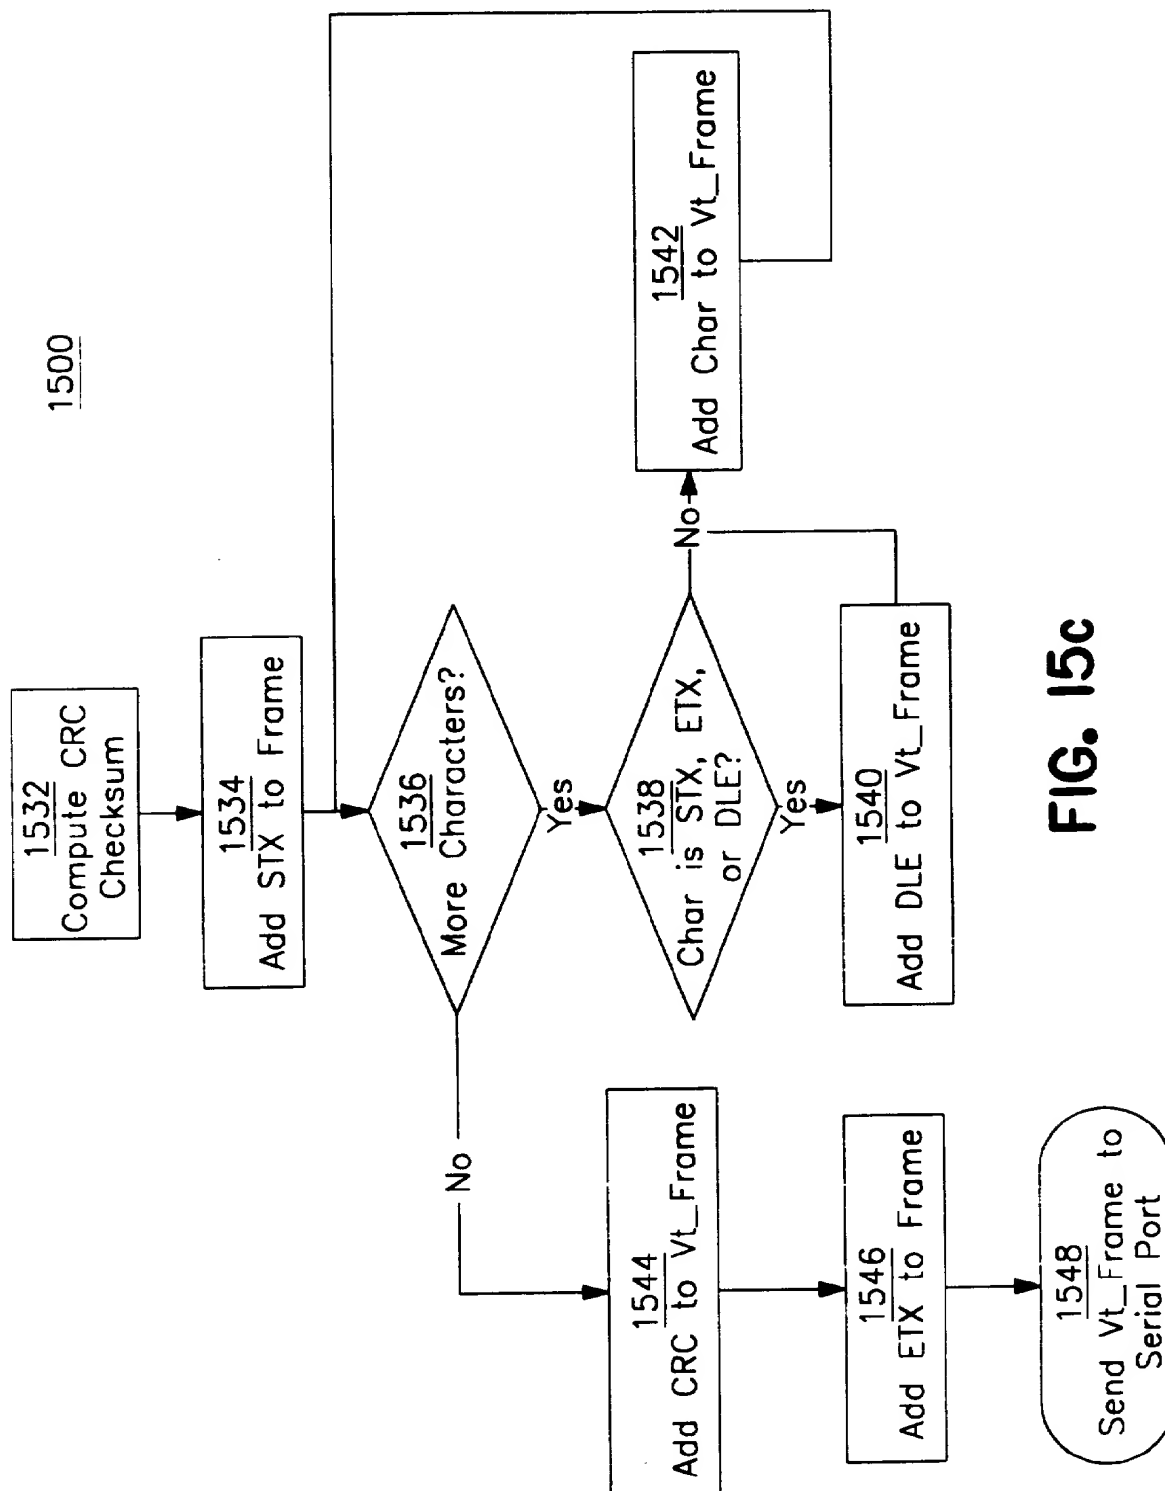 1500
1532
Compute CRC
Checksum
1534
Add STX to Frame
1536
More Characters?
Yes
No
1538
Char is STX, ETX,
or DLE?
No
Yes
1540
Add DLE to Vt_Frame
1542
Add Char to Vt_Frame
1544
Add CRC to Vt_Frame
1546
Add ETX to Frame
1548
Send Vt_Frame to
Serial Port
FIG. 15c